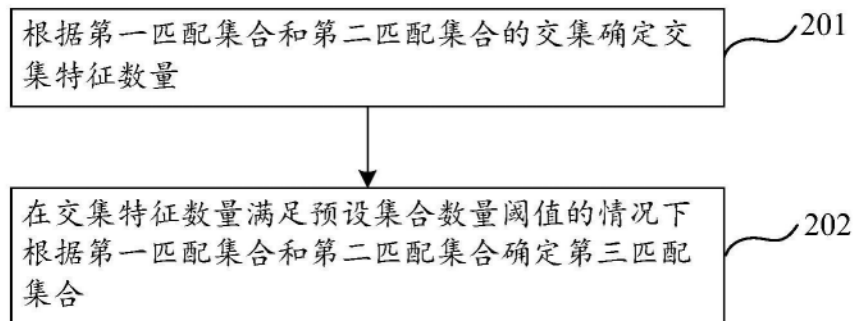 根据第一匹配集合和第二匹配集合的交集确定交
集特征数量
201
在交集特征数量满足预设集合数量阈值的情况下
根据第一匹配集合和第二匹配集合确定第三匹配
集合
202